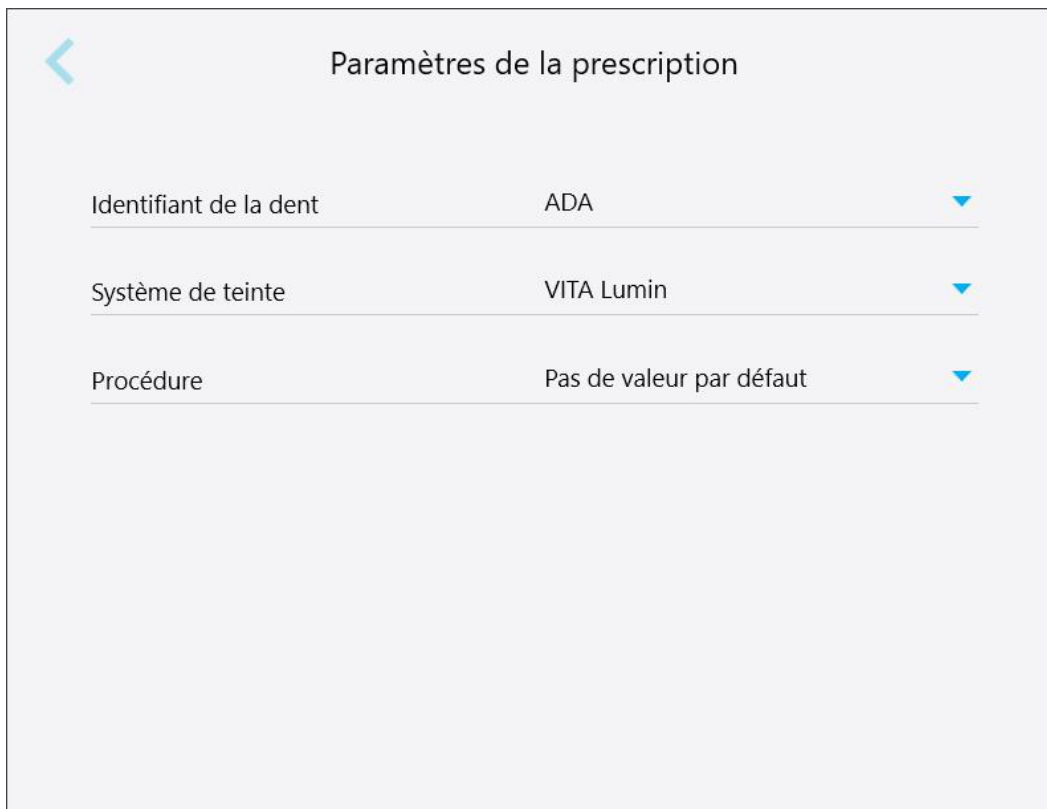 Paramètres de la prescription
Identifiant de la dent ADA
Système de teinte VITA Lumin
Procédure Pas de valeur par défaut